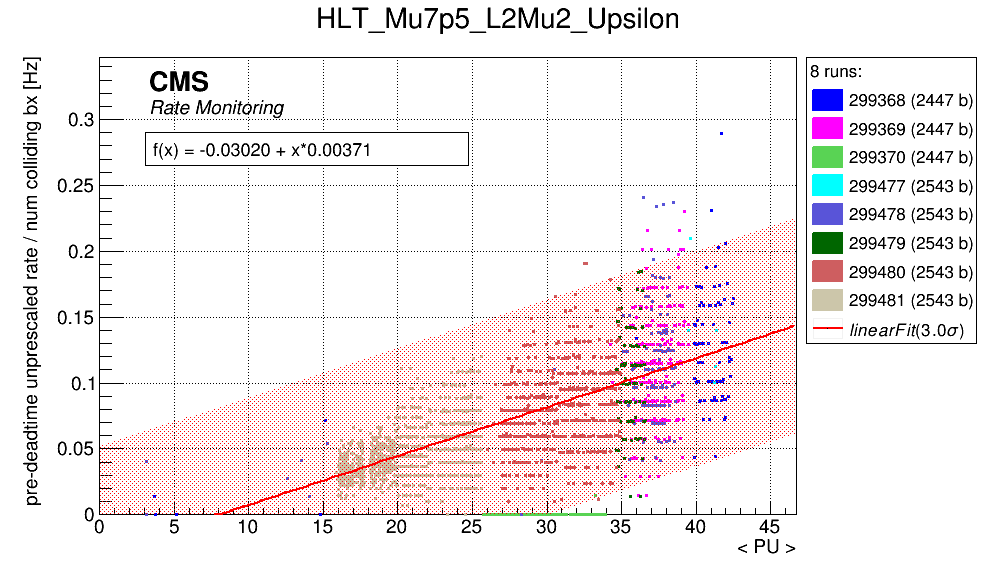 HLT_Mu7p5_L2Mu2_Upsilon
pre-deadtime unprescaled rate / num colliding bx [Hz]
CMS
Rate Monitoring
f(x) = -0.03020 + x*0.00371
0.3
0.25
0.2
0.15
0.1
0.05
0
0 5 10 15 20 25 30 35 40 45
< PU >
8 runs:
299368 (2447 b)
299369 (2447 b)
299370 (2447 b)
299477 (2543 b)
299478 (2543 b)
299479 (2543 b)
299480 (2543 b)
299481 (2543 b)
linearFit(3.0σ)